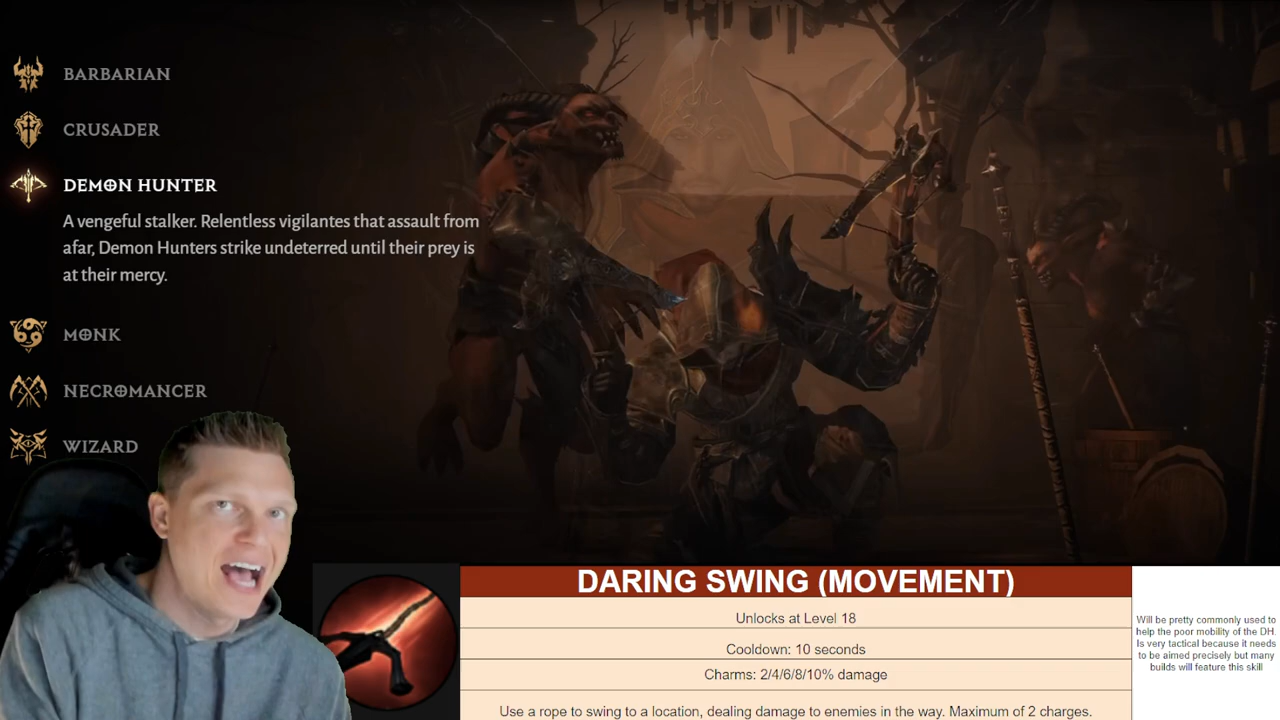 BARBARIAN
CRUSADER
DEMON HUNTER
A vengeful stalker. Relentless vigilantes that assault from
afar, Demon Hunters strike undeterred until their prey is
at their mercy.
MONK
NECROMANCER
WIZARD
DARING SWING (MOVEMENT)
Unlocks at Level 18
Cooldown: 10 seconds
Charms: 2/4/6/8/10% damage
Use a rope to swing to a location, dealing damage to enemies in the way. Maximum of 2 charges.
Will be pretty commonly used to
help the poor mobility of the DH.
Is very tactical because it needs
to be aimed precisely but many
builds will feature this skill